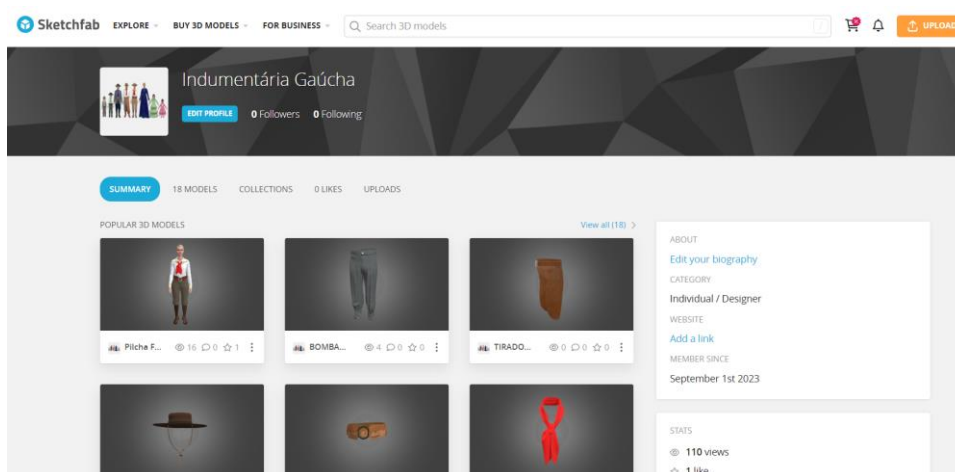 Sketchfab EXPLORE BUY 3D MODELS FOR BUSINESS Search 3D models / UPLOAD
Indumentária Gaúcha
EDIT PROFILE 0 Followers 0 Following
SUMMARY 18 MODELS COLLECTIONS 0 LIKES UPLOADS
POPULAR 3D MODELS View all (18)
Pilcha F... 16 0 1
BOMBA... 4 0 0
TIRADO... 0 0 0
ABOUT
Edit your biography
CATEGORY
Individual / Designer
WEBSITE
Add a link
MEMBER SINCE
September 1st 2023
STATS
110 views
1 like